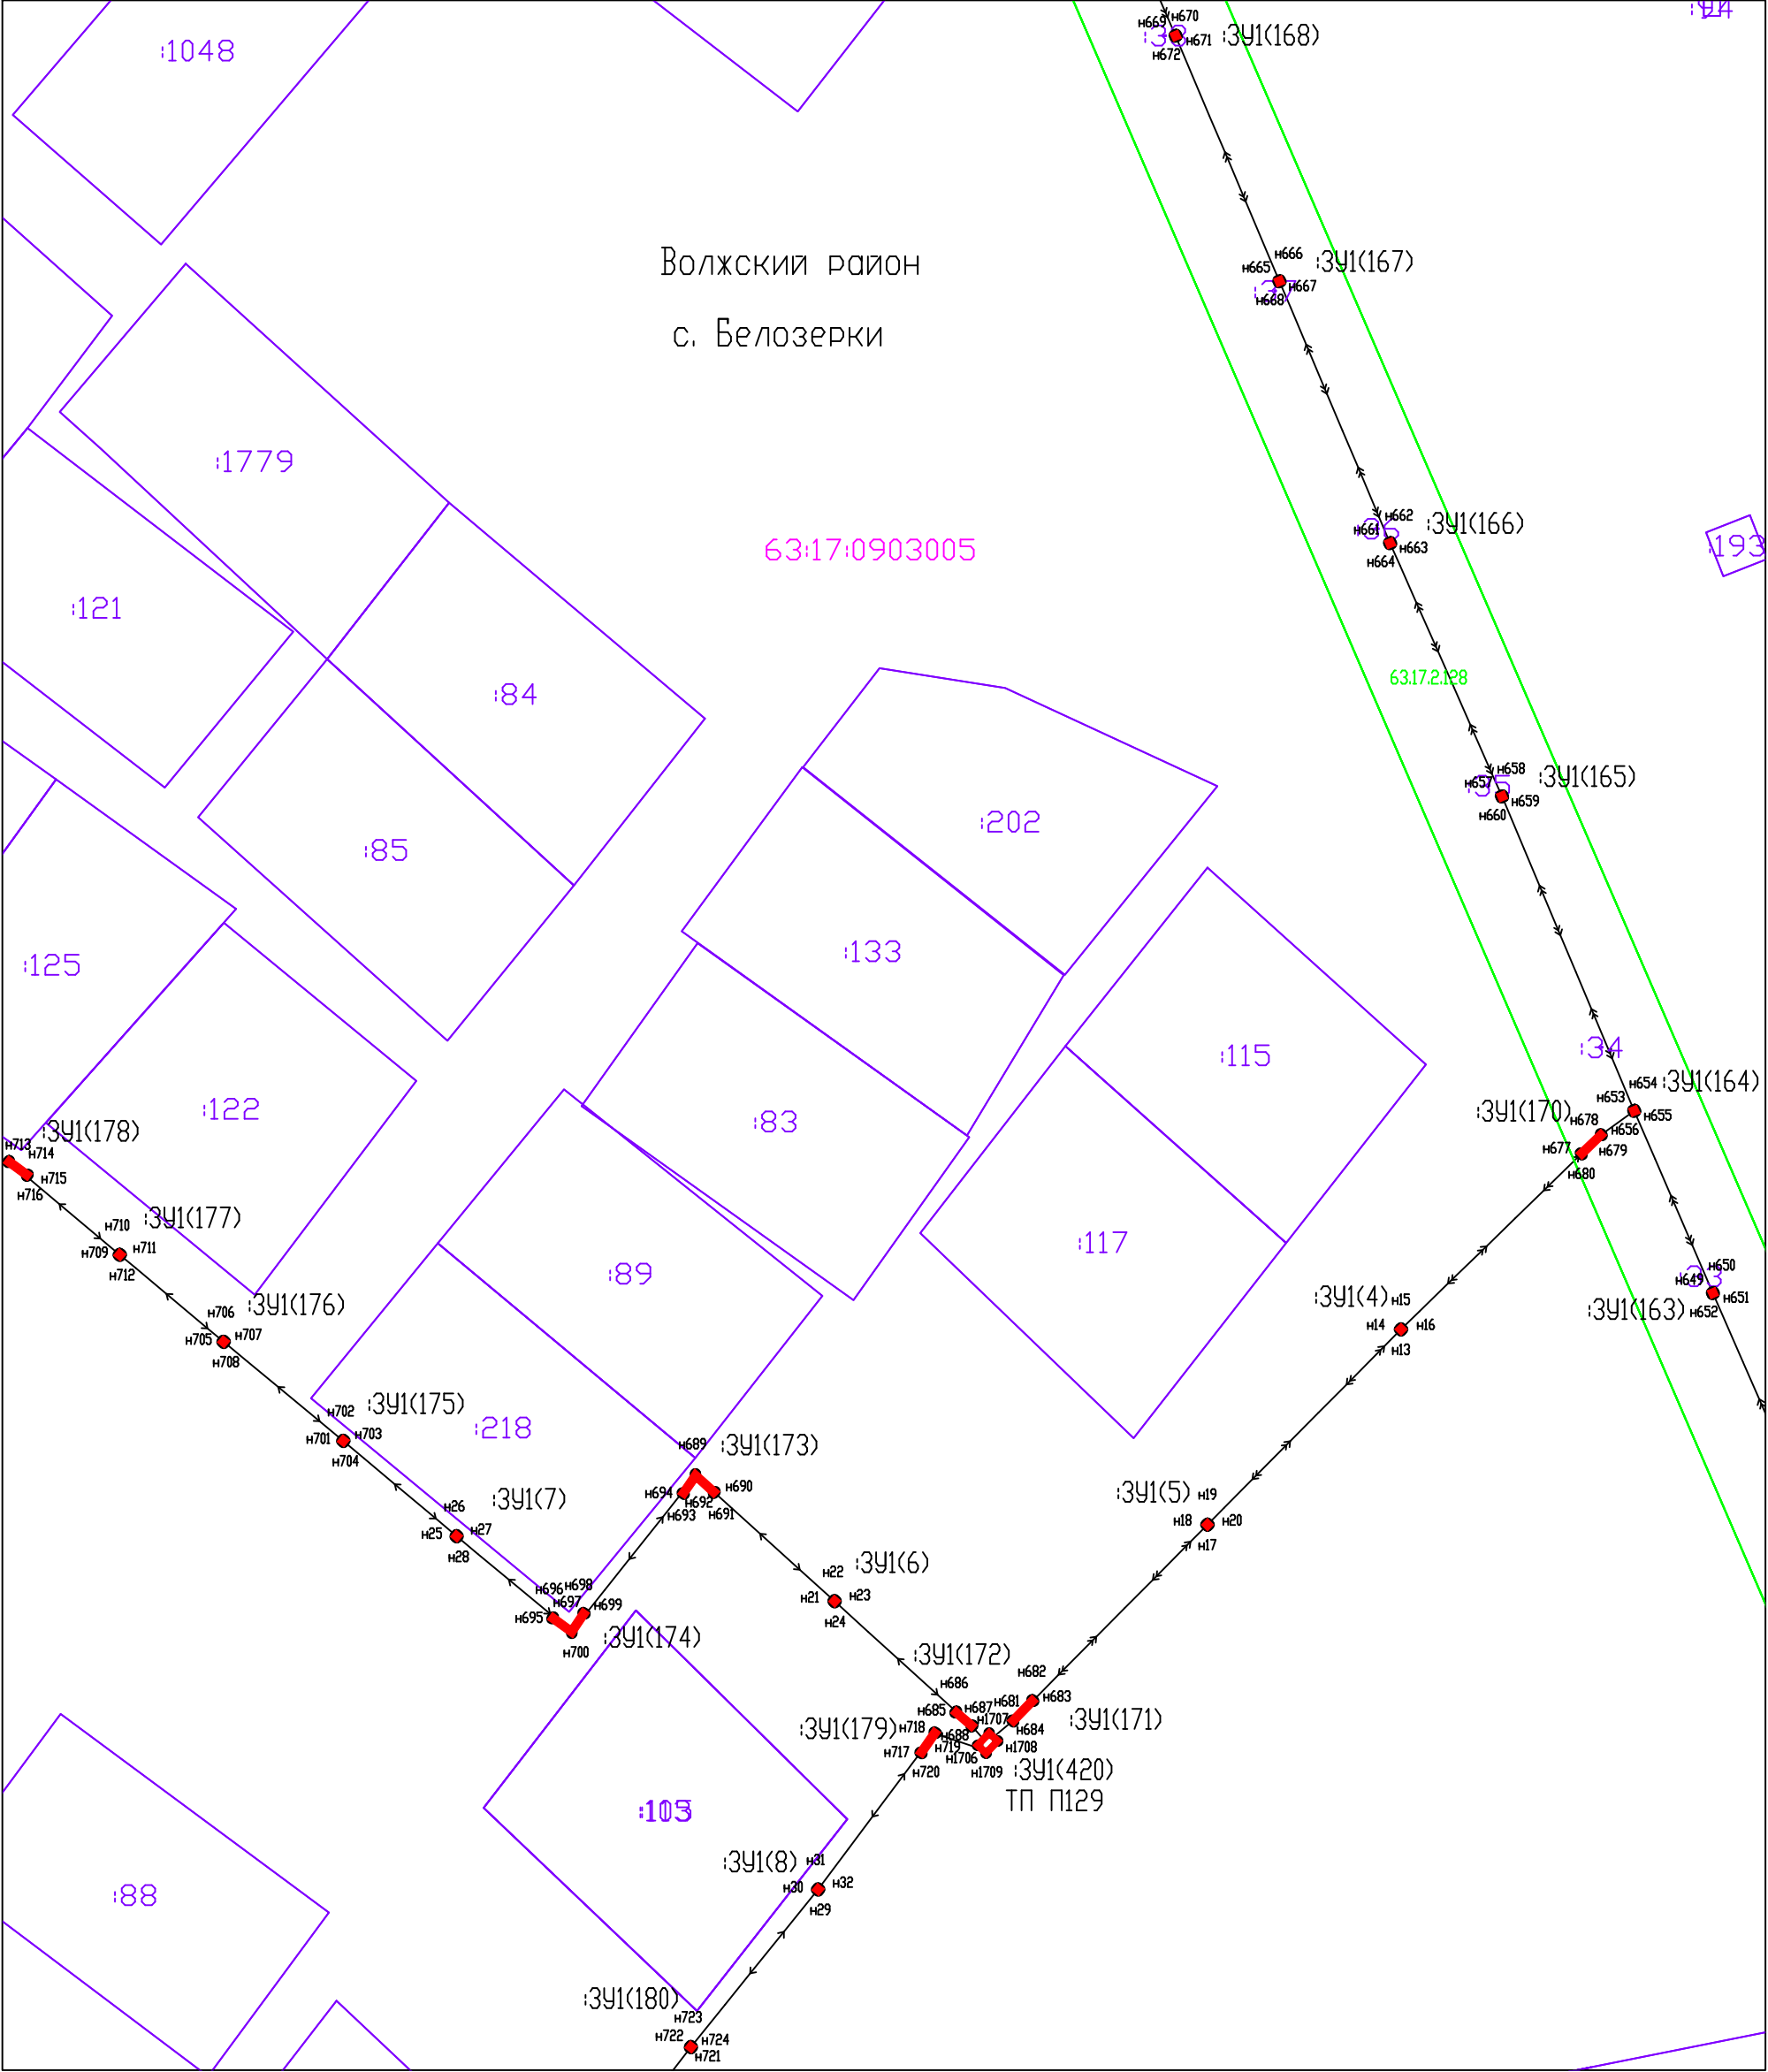 :1048
н669
н670
н671
н672
:ЗУ1(168)
Волжский район
с. Белозерки
н666
н665
:ЗУ1(167)
н667
н668
:1779
63:17:0903005
н662
н661
:ЗУ1(166)
н663
н664
:193
:121
63.17.2.128
:84
н658
н657
:35
:ЗУ1(165)
н659
н660
:202
:85
:133
:125
:34
:115
н654
:ЗУ1(164)
н653
н655
:122
:ЗУ1(170)
н678
н656
:83
:ЗУ1(178)
н713
н714
н677
н679
н680
н715
н716
н710
:ЗУ1(177)
н709
н711
н712
:117
н650
:33
н649
н651
н652
:ЗУ1(163)
:89
:ЗУ1(4)
н15
н14
н16
н13
н706
:ЗУ1(176)
н705
н707
н708
н702
:ЗУ1(175)
н701
н703
н704
:218
н689
:ЗУ1(173)
н694
н692
н690
н693
н691
н26
:ЗУ1(7)
н25
н27
н28
:ЗУ1(5)
н19
н18
н20
н17
н22
:ЗУ1(6)
н21
н23
н24
н696
н698
н697
н695
н699
н700
:ЗУ1(174)
:ЗУ1(172)
н686
н682
н681
н683
н685
н687
:ЗУ1(179)
н718
н688
н1707
н684
:ЗУ1(171)
н717
н719
н1708
н720
н1706
н1709
:ЗУ1(420)
ТП П129
:ЗУ1(8)
н31
н30
н32
н29
:88
:ЗУ1(180)
н723
н722
н724
н721